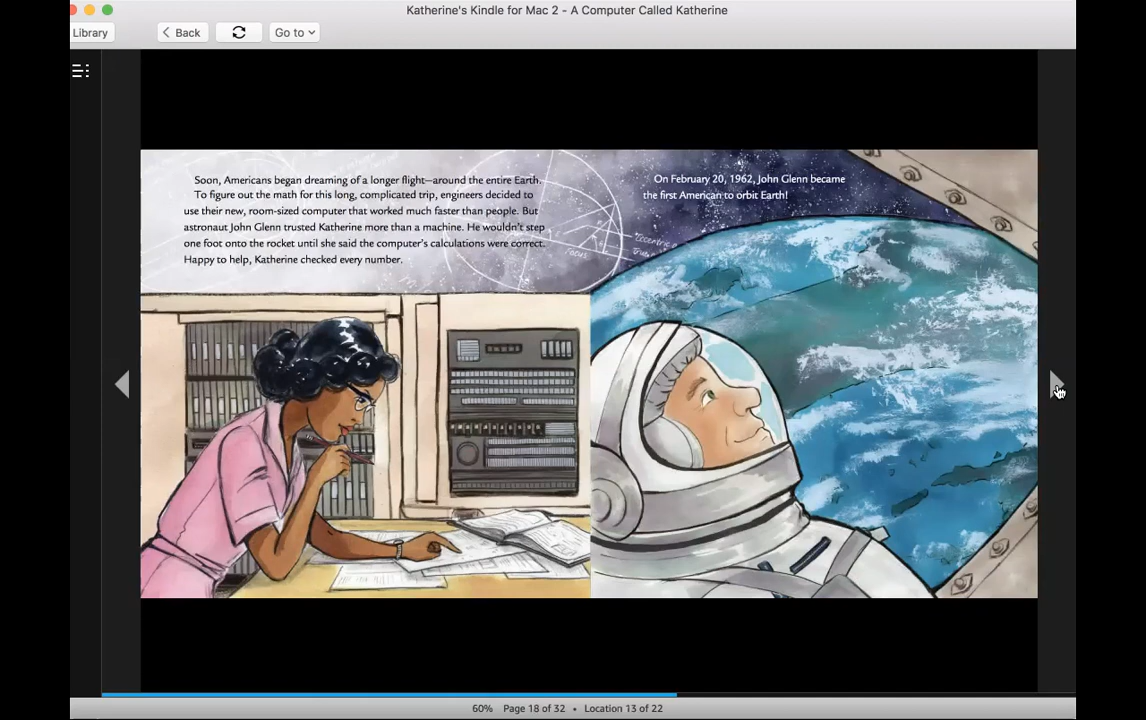 Katherine's Kindle for Mac 2 - A Computer Called Katherine
Library
Back
Go to
Soon, Americans began dreaming of a longer flight—around the entire Earth.
To figure out the math for this long, complicated trip, engineers decided to
use their new, room-sized computer that worked much faster than people. But
astronaut John Glenn trusted Katherine more than a machine. He wouldn't step
one foot onto the rocket until she said the computer's calculations were correct.
Happy to help, Katherine checked every number.
On February 20, 1962, John Glenn became
the first American to orbit Earth!
Focus
60% Page 18 of 32 • Location 13 of 22